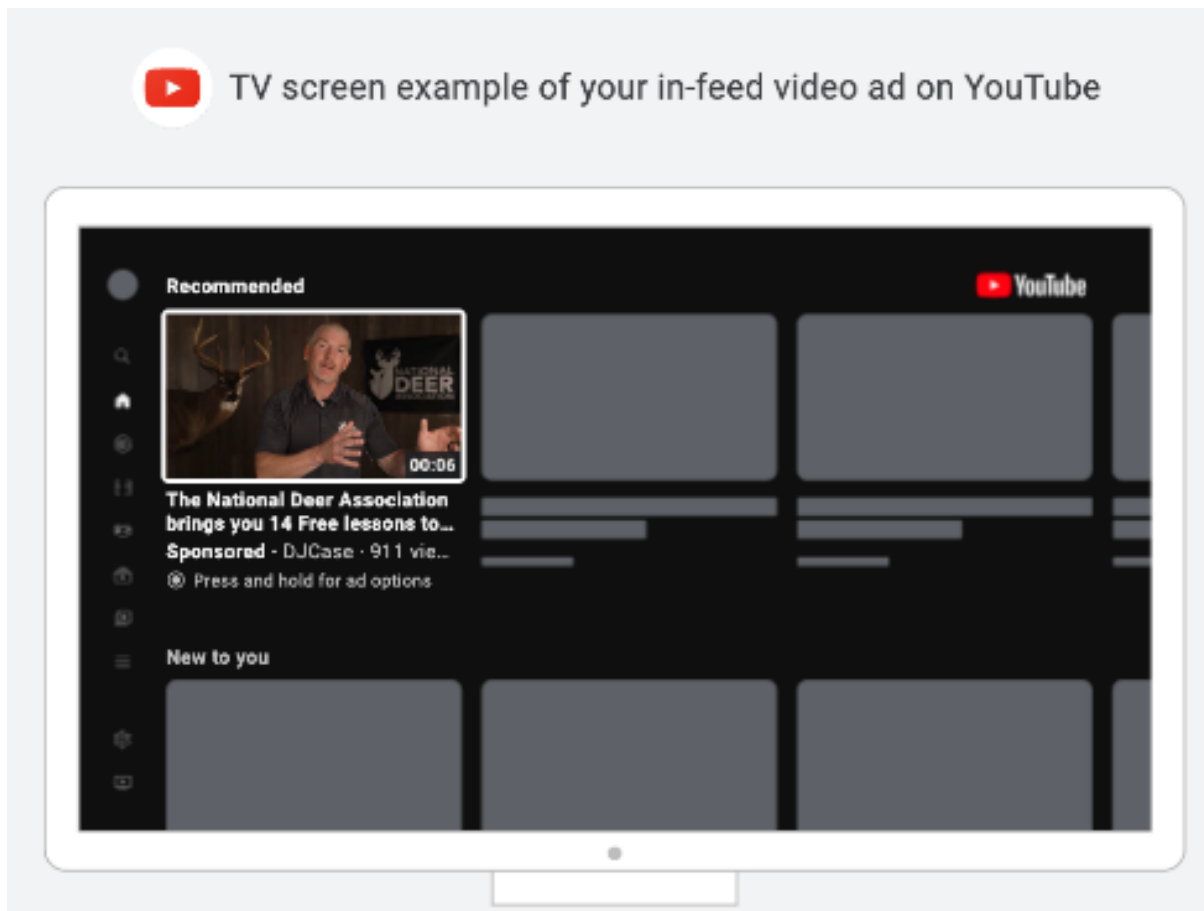 TV screen example of your in-feed video ad on YouTube
Recommended
YouTube
NATIONAL
DEER
ASSOCIATION
00:06
The National Deer Association
brings you 14 Free lessons to...
Sponsored · DJCase · 911 vie...
Press and hold for ad options
New to you